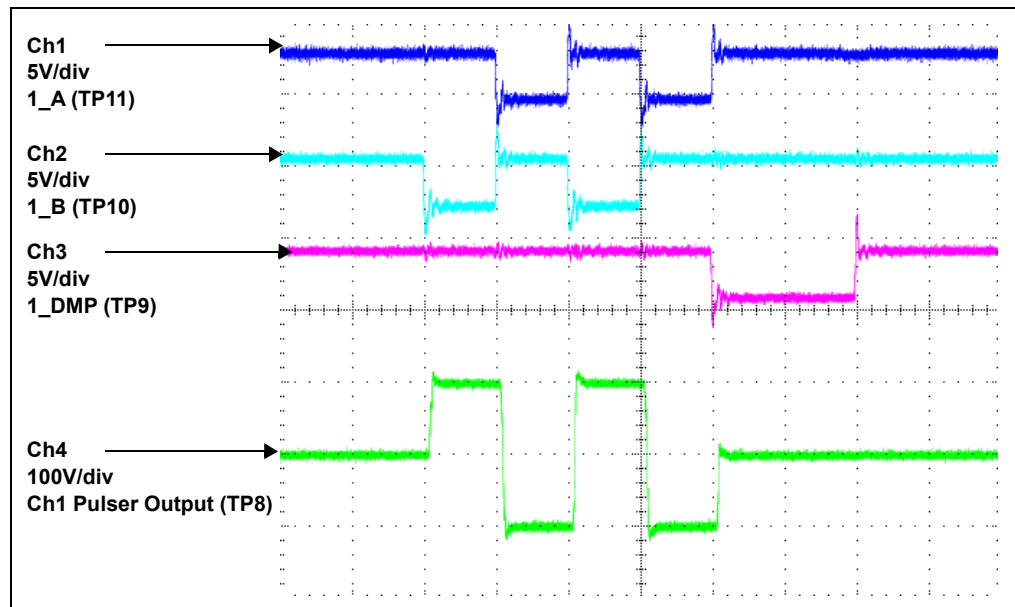 Ch1
5V/div
1_A (TP11)
Ch2
5V/div
1_B (TP10)
Ch3
5V/div
1_DMP (TP9)
Ch4
100V/div
Ch1 Pulser Output (TP8)